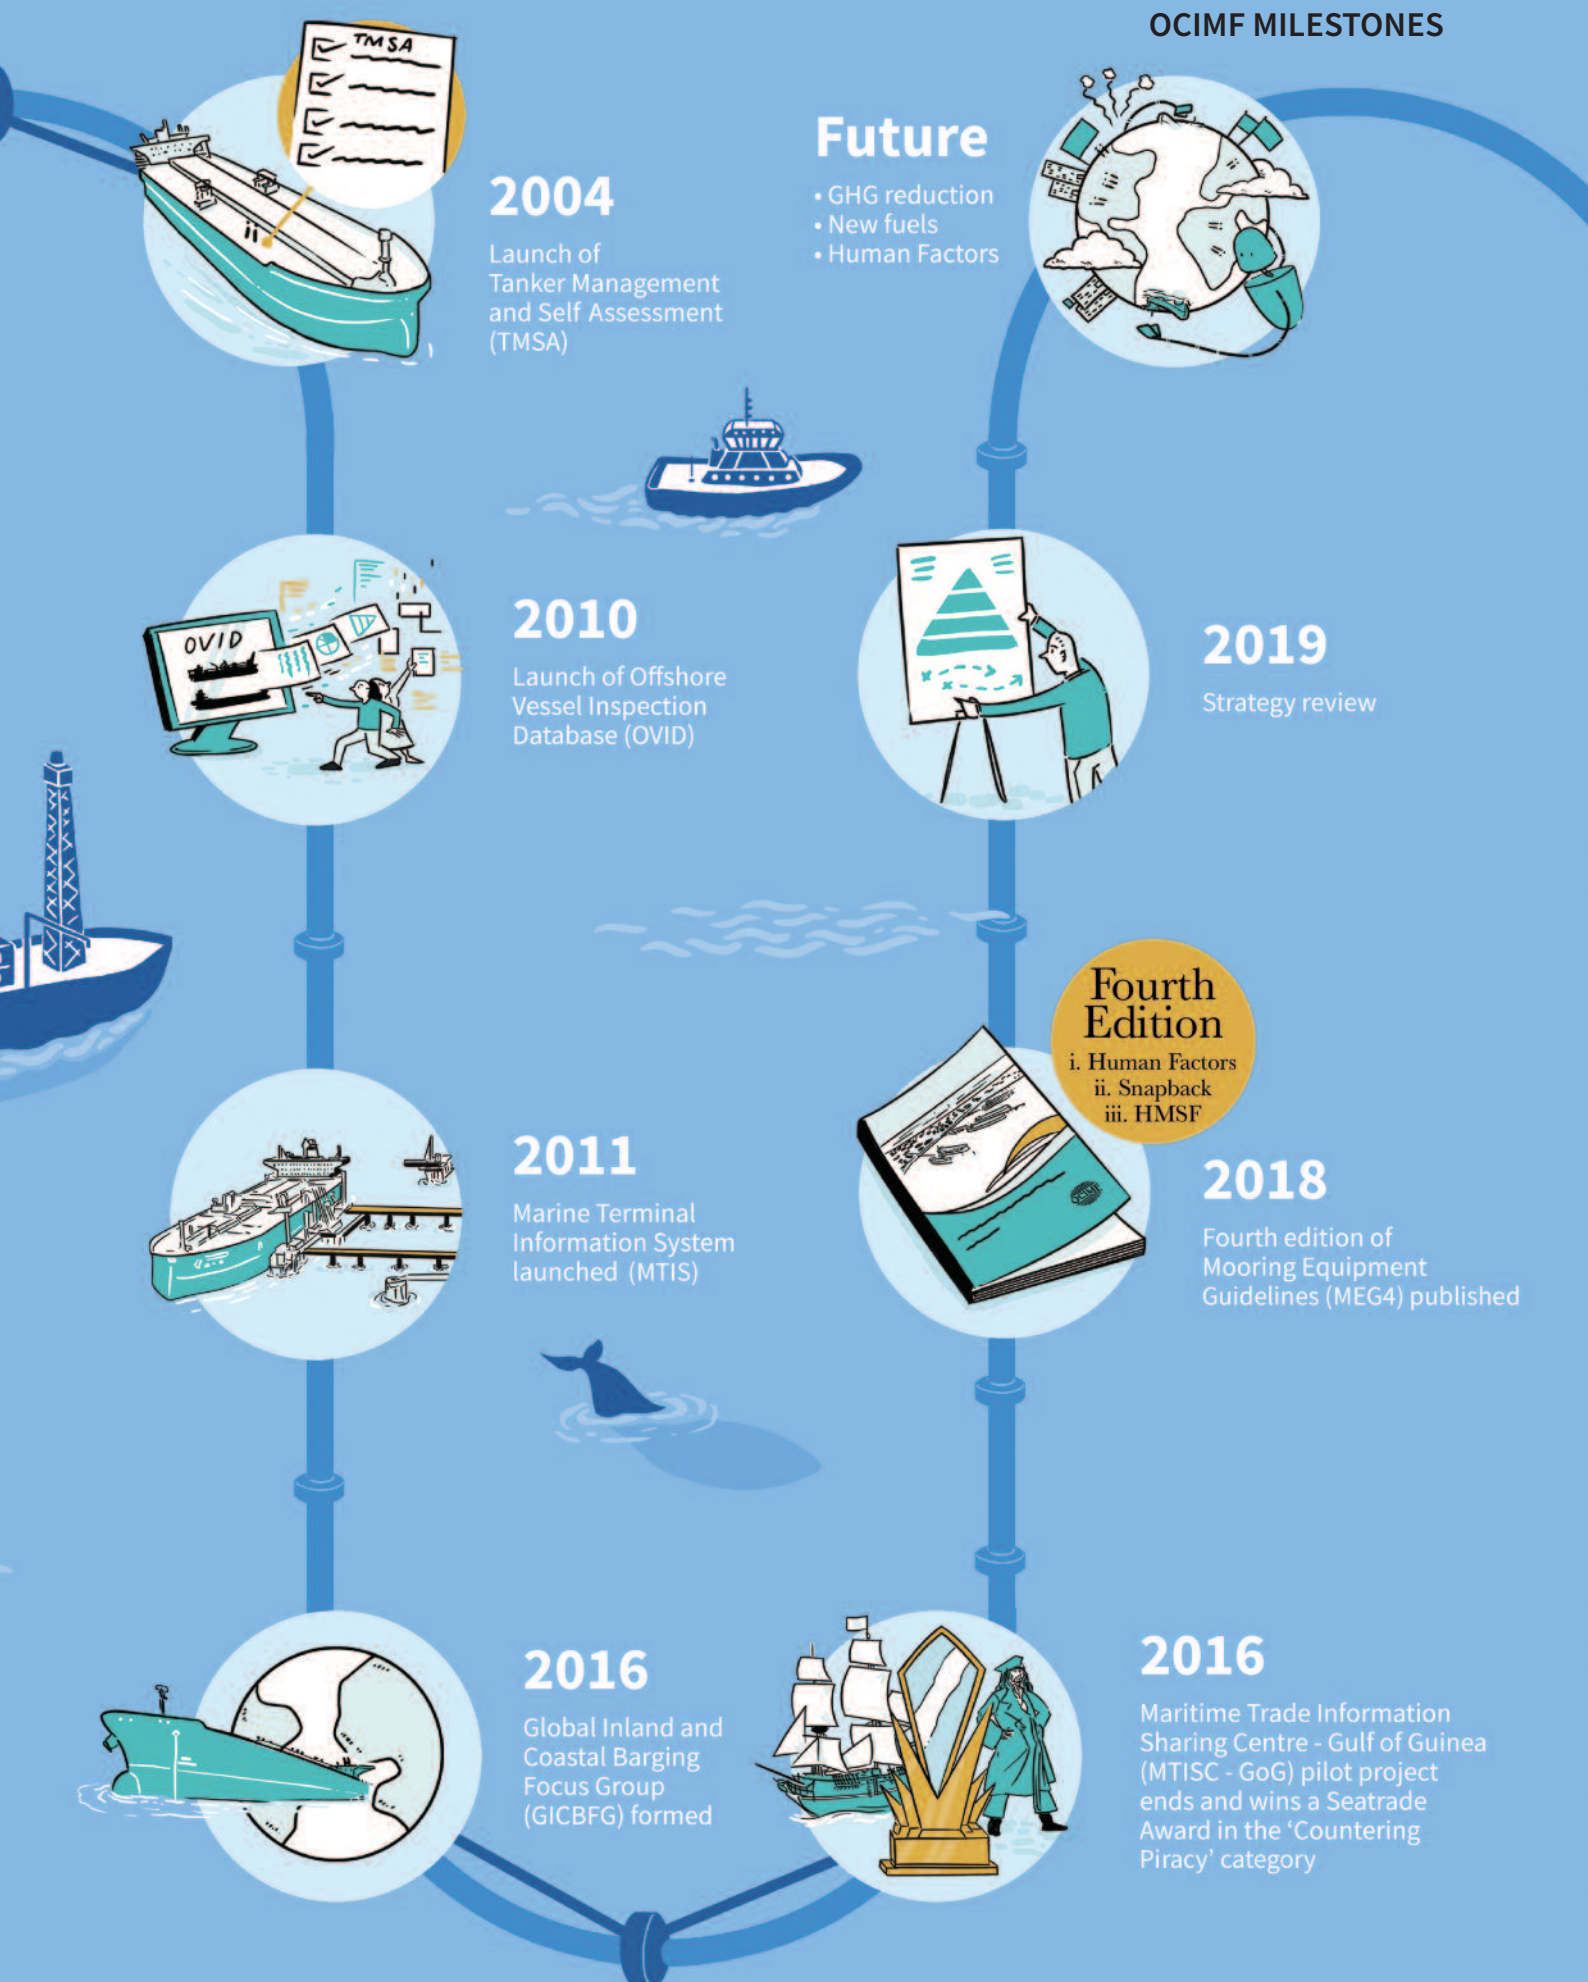 OCIMF MILESTONES
TMSA
2004
Launch of
Tanker Management
and Self Assessment
(TMSA)
OVID
2010
Launch of Offshore
Vessel Inspection
Database (OVID)
2011
Marine Terminal
Information System
launched (MTIS)
2016
Global Inland and
Coastal Barging
Focus Group
(GICBFG) formed
2016
Maritime Trade Information
Sharing Centre - Gulf of Guinea
(MTISC - GoG) pilot project
ends and wins a Seatrade
Award in the ‘Countering
Piracy’ category
Fourth
Edition
i. Human Factors
ii. Snapback
iii. HMSF
OCIMF
2018
Fourth edition of
Mooring Equipment
Guidelines (MEG4) published
2019
Strategy review
Future
• GHG reduction
• New fuels
• Human Factors